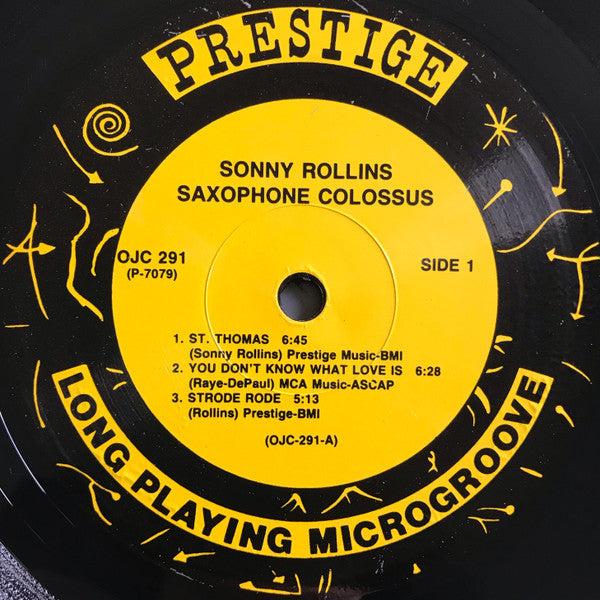 PRESTIGE
SONNY ROLLINS
SAXOPHONE COLOSSUS
OJC 291
(P-7079)
SIDE 1
1. ST. THOMAS 6:45
(Sonny Rollins) Prestige Music-BMI
2. YOU DON'T KNOW WHAT LOVE IS 6:28
(Raye-DePaul) MCA Music-ASCAP
3. STRODE RODE 5:13
(Rollins) Prestige-BMI
(OJC-291-A)
LONG PLAYING MICROGROOVE